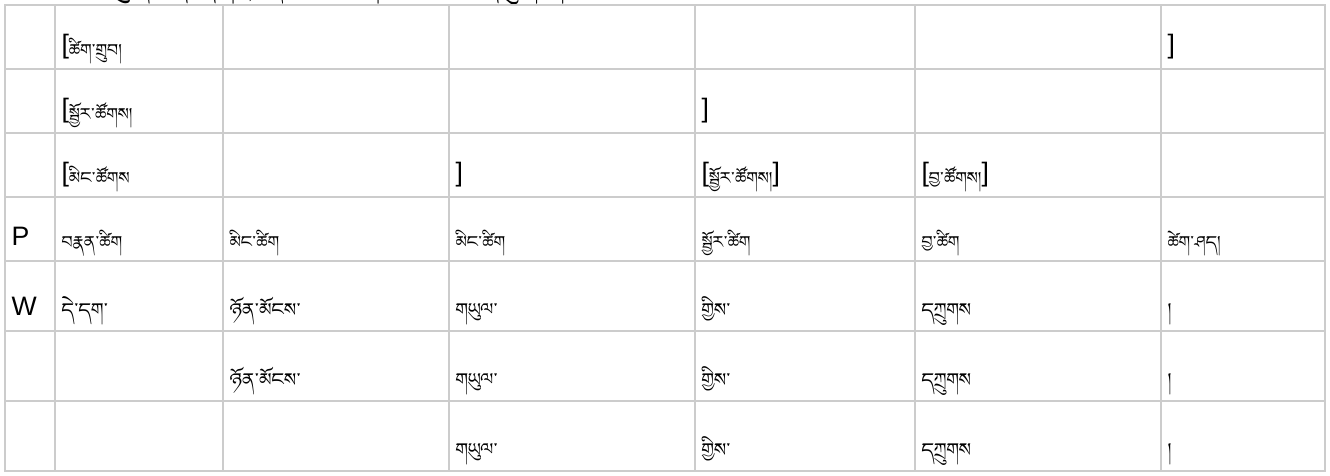 [ཚིག་གྲུབ། ]
[སྦྱོར་ཚོགས། ]
[མིང་ཚོགས ] [སྦྱོར་ཚོགས།] [བྱ་ཚོགས།]
P བརྣན་ཚིག མིང་ཚིག མིང་ཚིག སྦྱོར་ཚིག བྱ་ཚིག ཚེག་ཤད།
W དེ་དག་ ཉོན་མོངས་ གཡུལ་ གྱིས་ དཀྲུགས །
ཉོན་མོངས་ གཡུལ་ གྱིས་ དཀྲུགས །
གཡུལ་ གྱིས་ དཀྲུགས །